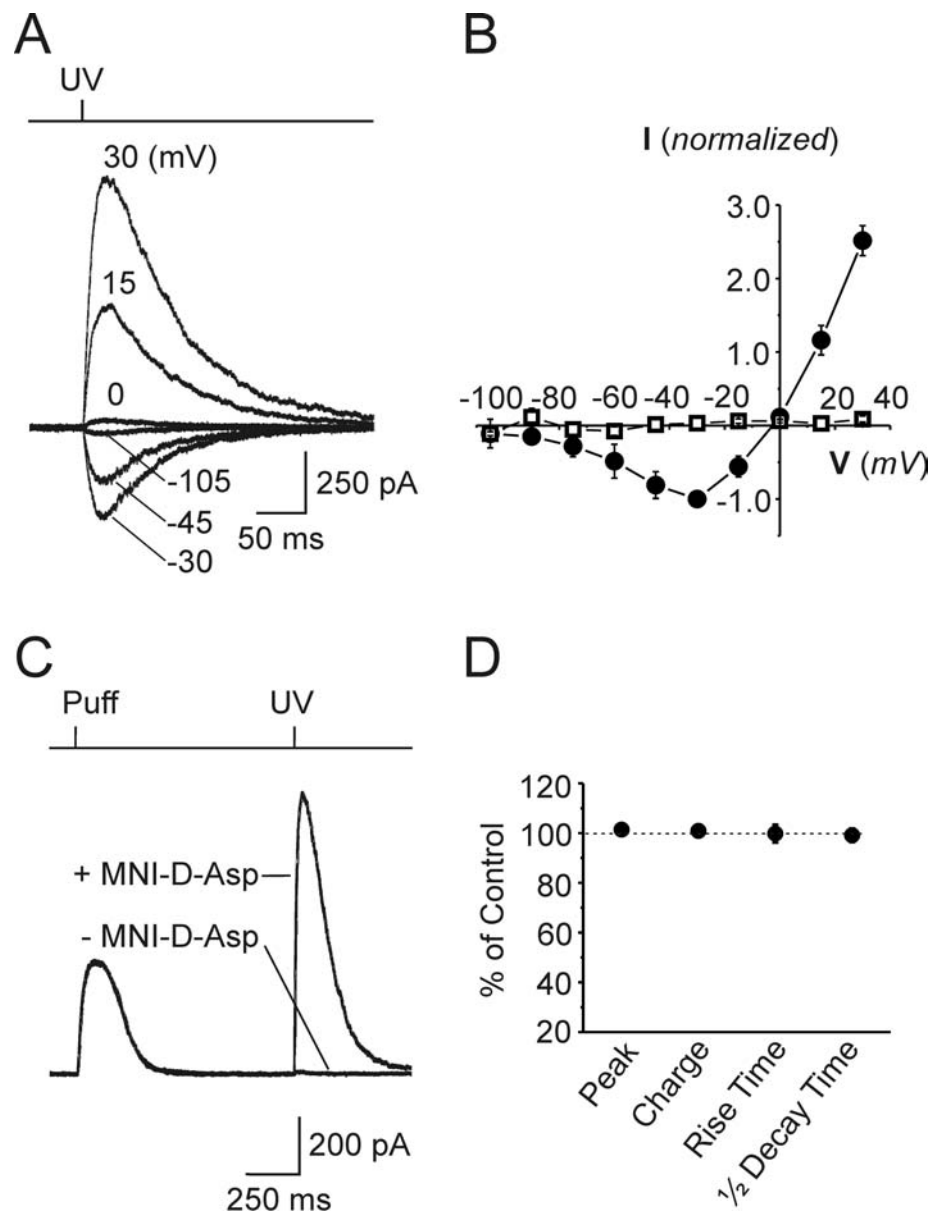 A
UV
30 (mV)
15
0
-105
-45
-30
250 pA
50 ms
B
I (normalized)
3.0
2.0
1.0
-100 -80 -60 -40 -20 20 40
V (mV)
-1.0
C
Puff UV
+ MNI-D-Asp
- MNI-D-Asp
200 pA
250 ms
D
% of Control
120
100
80
60
40
20
Peak
Charge
Rise Time
½ Decay Time